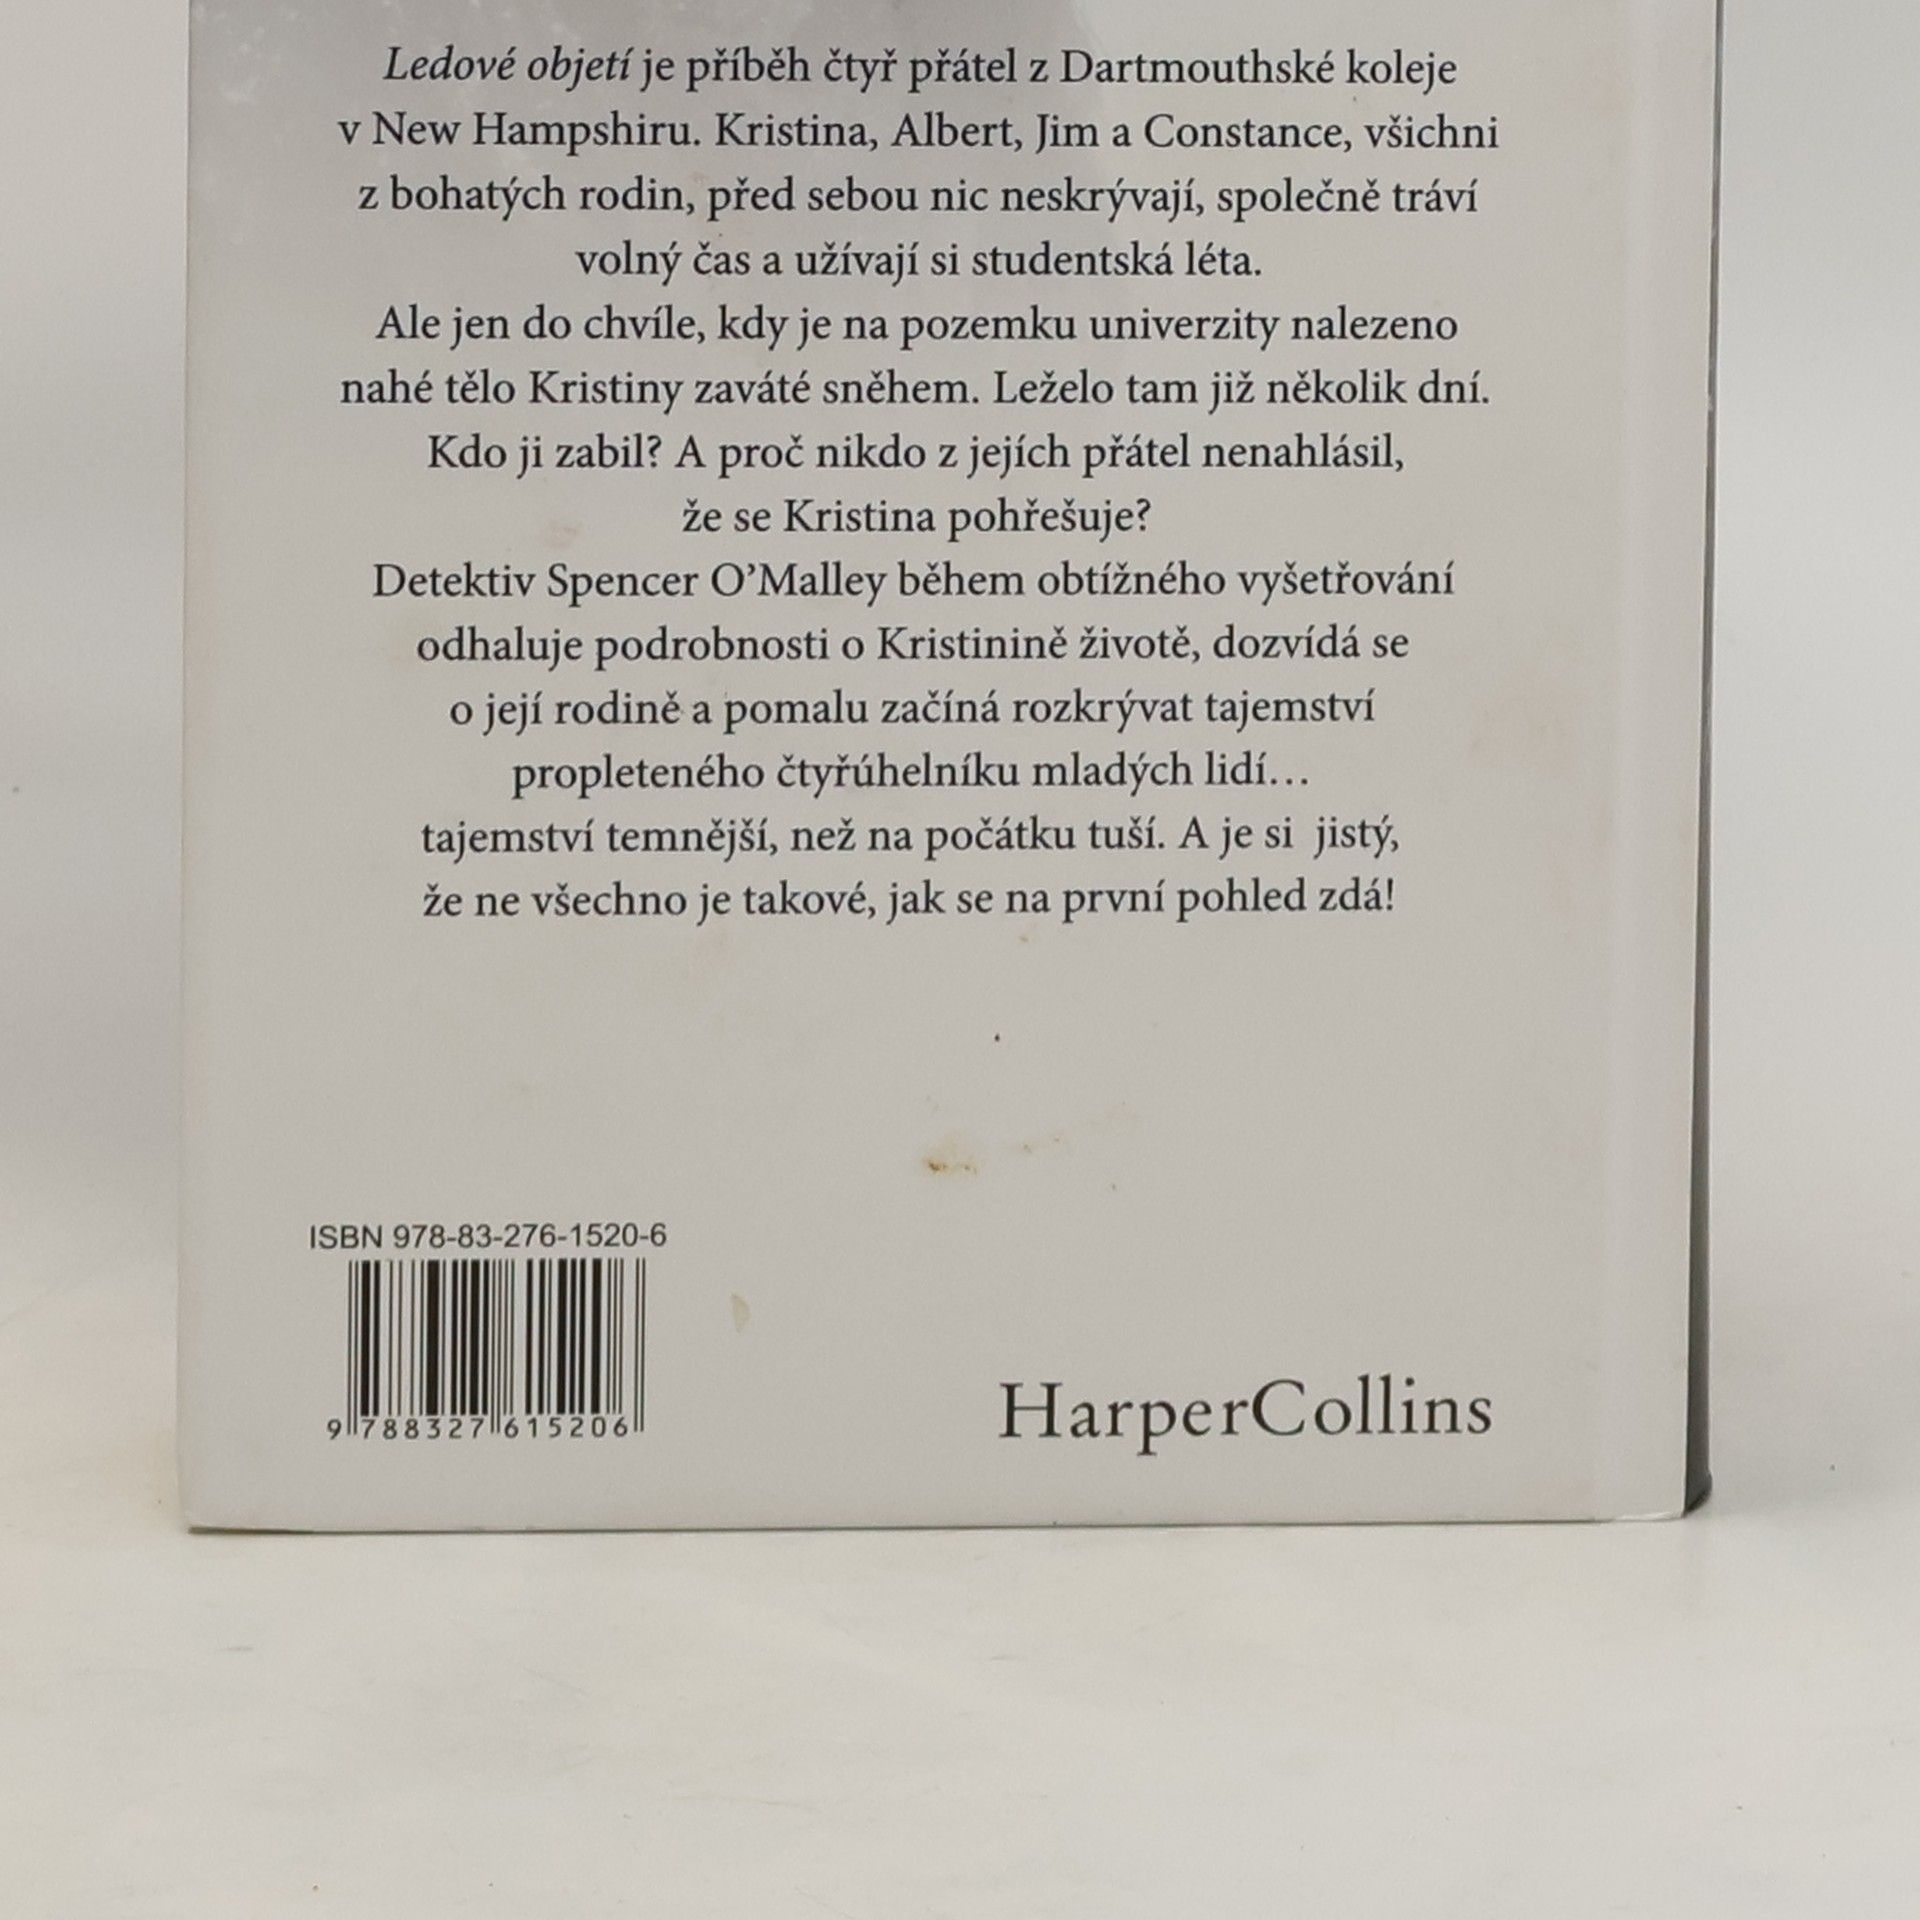 Ledové objetí je příběh čtyř přátel z Dartmouthské koleje
v New Hampshiru. Kristina, Albert, Jim a Constance, všichni
z bohatých rodin, před sebou nic neskrývají, společně tráví
volný čas a užívají si studentská léta.
Ale jen do chvíle, kdy je na pozemku univerzity nalezeno
nahé tělo Kristiny zaváté sněhem. Leželo tam již několik dní.
Kdo ji zabil? A proč nikdo z jejích přátel nenahlásil,
že se Kristina pohřešuje?
Detektiv Spencer O’Malley během obtížného vyšetřování
odhaluje podrobnosti o Kristinině životě, dozvídá se
o její rodině a pomalu začíná rozkrývat tajemství
propleteného čtyřúhelníku mladých lidí…
tajemství temnější, než na počátku tuší. A je si jistý,
že ne všechno je takové, jak se na první pohled zdá!
ISBN 978-83-276-1520-6
9 788327 615206
HarperCollins